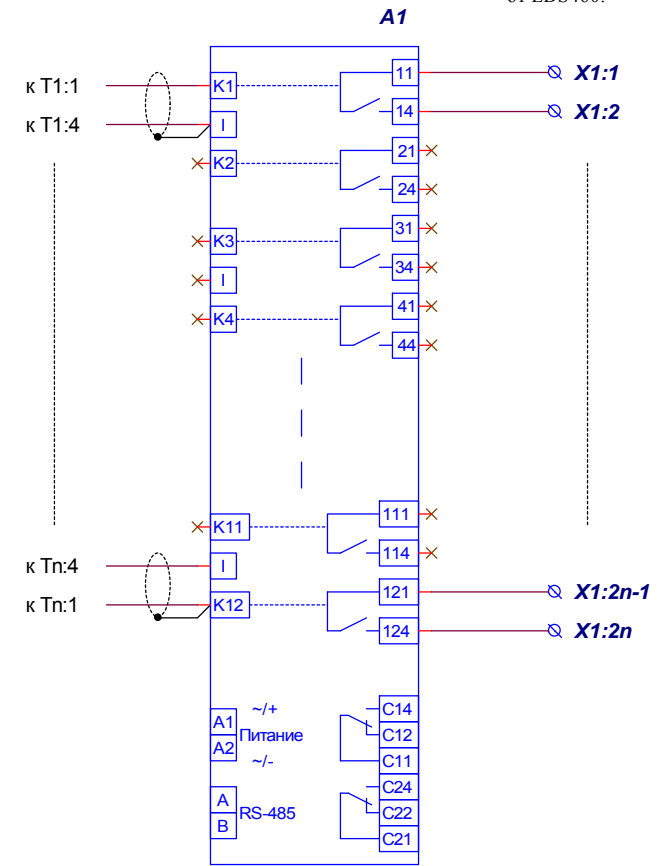 от EDS460.
A1
к T1:1 K1 11 X1:1
к T1:4 I 14 X1:2
K2 21
24
K3 31
I 34
K4 41
44
K11 111
к Tn:4 I 114
к Tn:1 K12 121 X1:2n-1
124 X1:2n
~/+ C14
A1 Питание C12
A2 ~/- C11
C24
A RS-485 C22
B C21